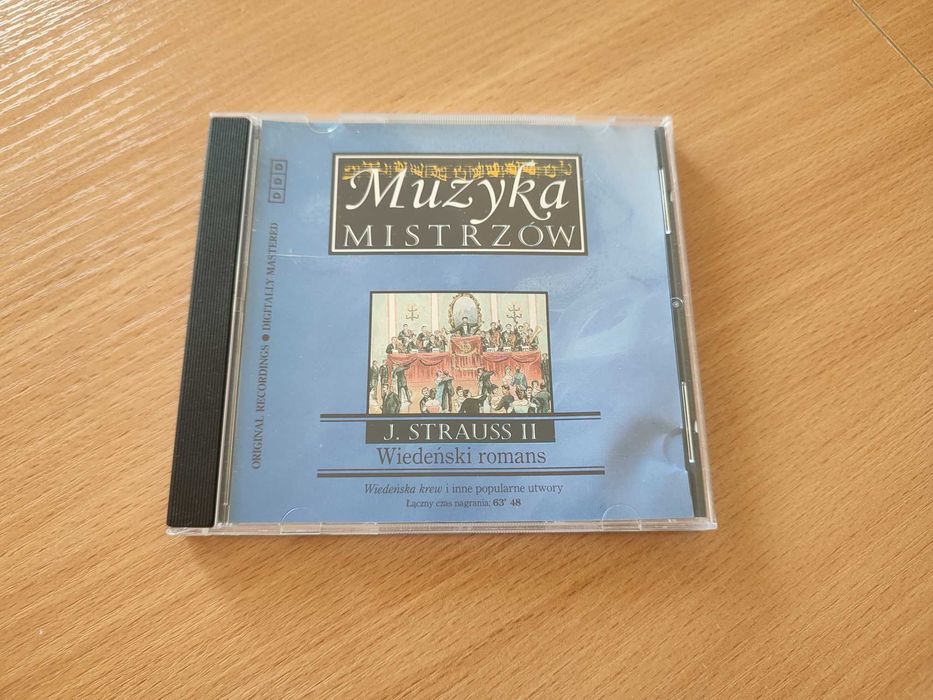 Muzyka
MISTRZÓW
DDD
ORIGINAL RECORDINGS ● DIGITALLY MASTERED
J. STRAUSS II
Wiedeński romans
Wiedeńska krew i inne popularne utwory
Łączny czas nagrania: 63' 48